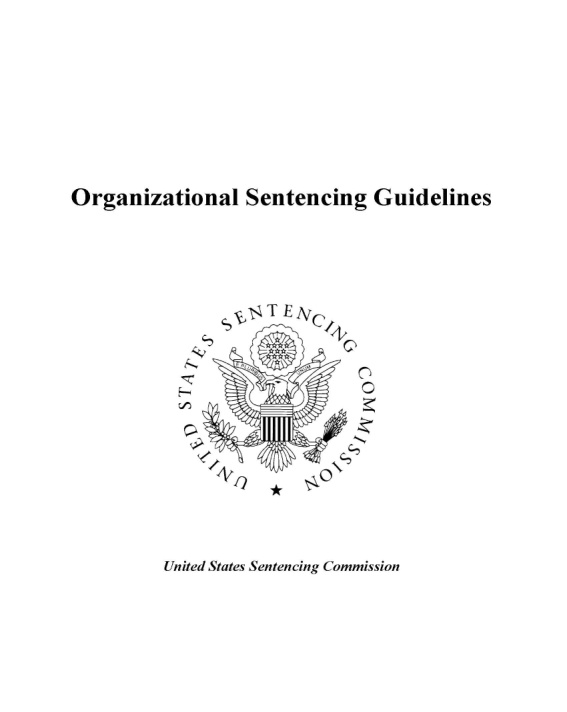 Organizational Sentencing Guidelines
UNITED STATES SENTENCING COMMISSION
United States Sentencing Commission